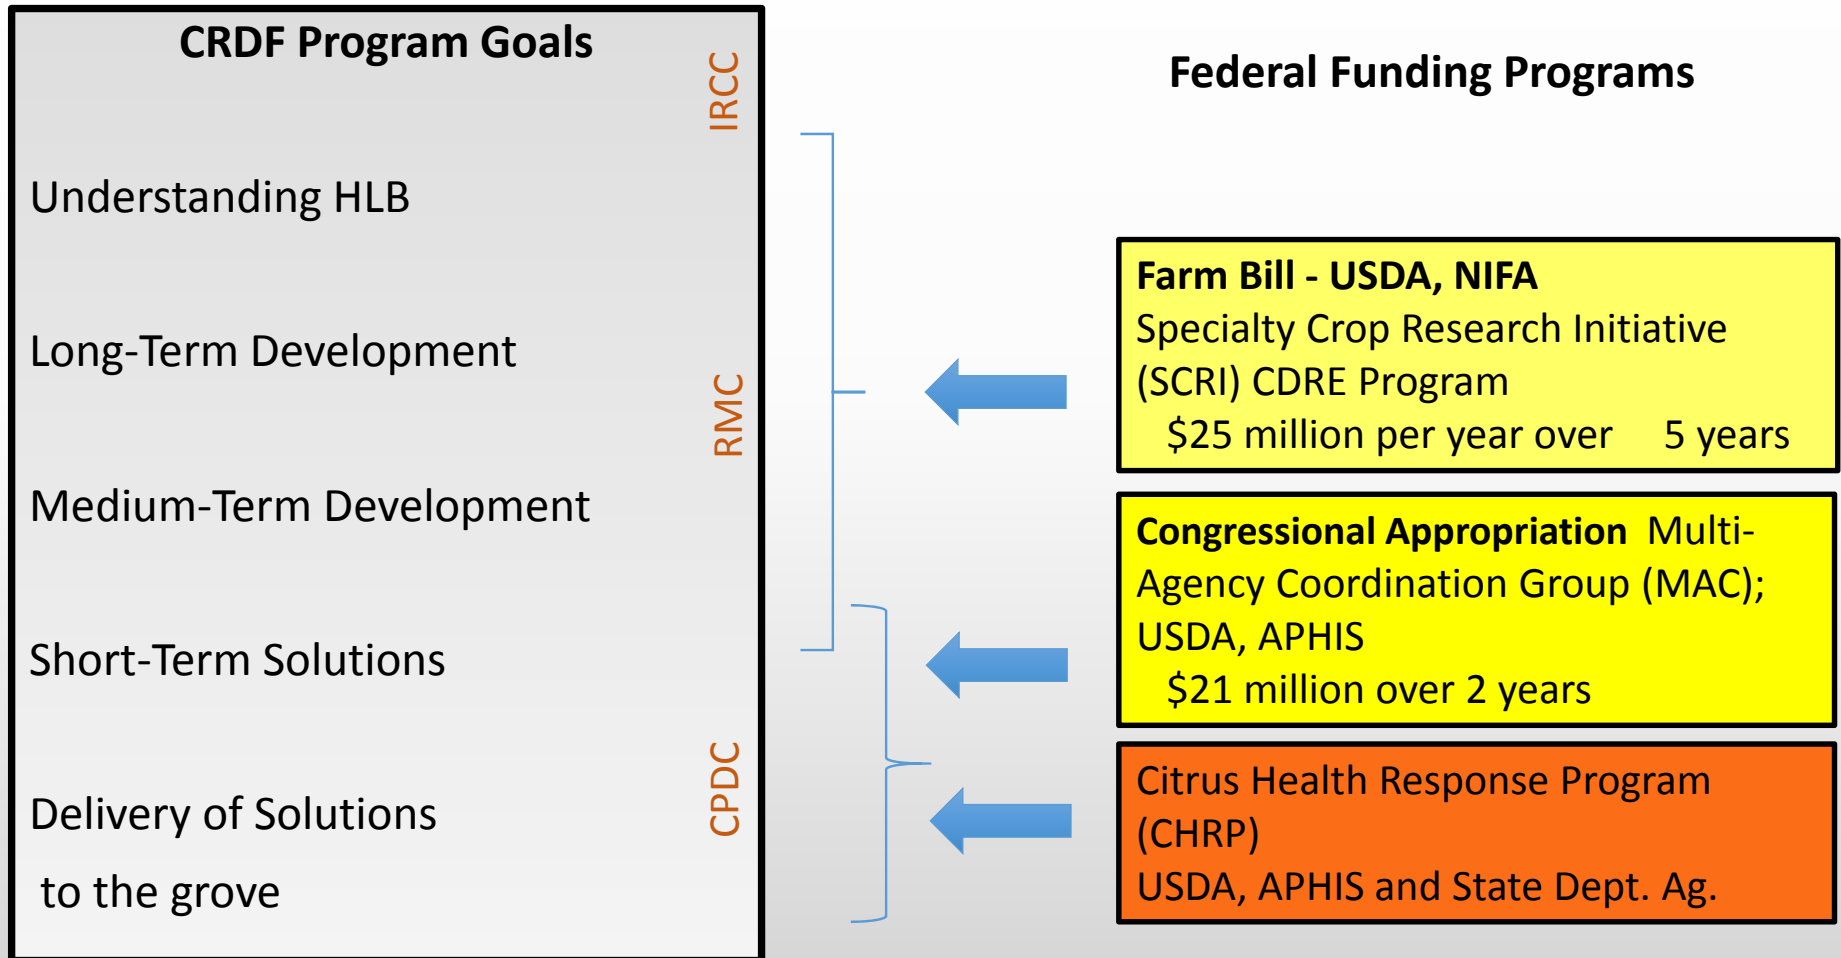 CRDF Program Goals
IRCC
Understanding HLB
Long-Term Development
RMC
Medium-Term Development
Short-Term Solutions
CPDC
Delivery of Solutions
to the grove
Federal Funding Programs
Farm Bill - USDA, NIFA
Specialty Crop Research Initiative
(SCRI) CDRE Program
$25 million per year over 5 years
Congressional Appropriation Multi-
Agency Coordination Group (MAC);
USDA, APHIS
$21 million over 2 years
Citrus Health Response Program
(CHRP)
USDA, APHIS and State Dept. Ag.